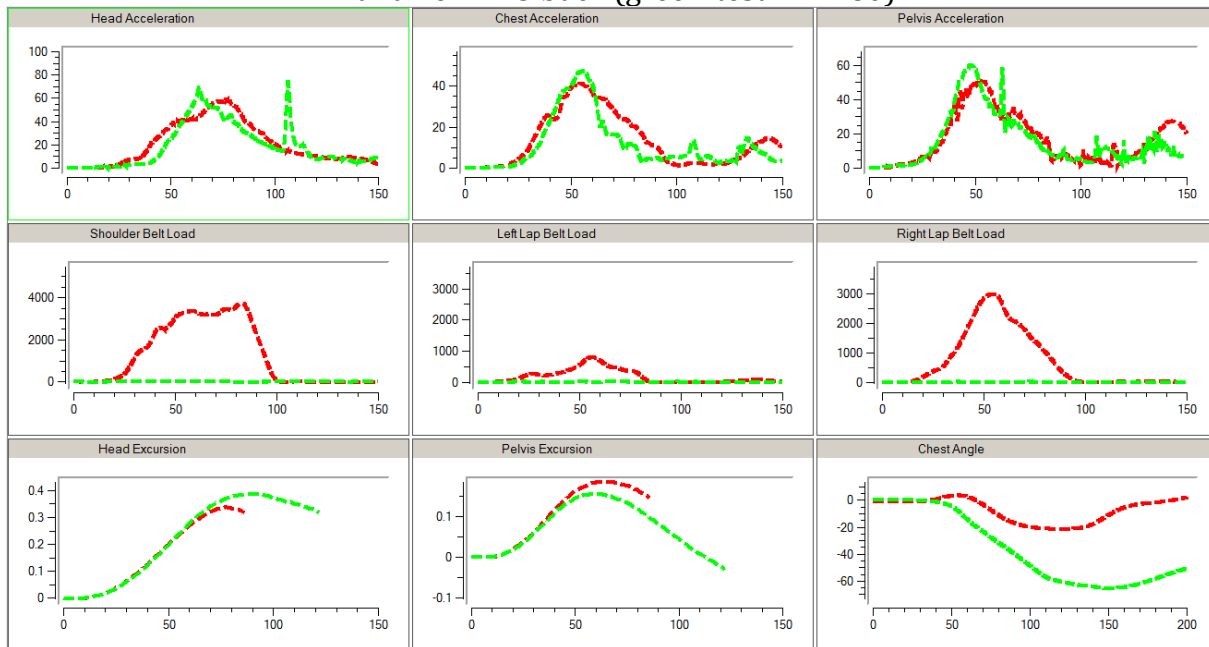 Head Acceleration
100
80
60
40
20
0
0 50 100 150
Chest Acceleration
40
20
0
0 50 100 150
Pelvis Acceleration
60
40
20
0
0 50 100 150
Shoulder Belt Load
4000
2000
0
0 50 100 150
Left Lap Belt Load
3000
2000
1000
0
0 50 100 150
Right Lap Belt Load
3000
2000
1000
0
0 50 100 150
Head Excursion
0.4
0.3
0.2
0.1
0
0 50 100 150
Pelvis Excursion
0.1
0
-0.1
0 50 100 150
Chest Angle
0
-20
-40
-60
0 50 100 150 200